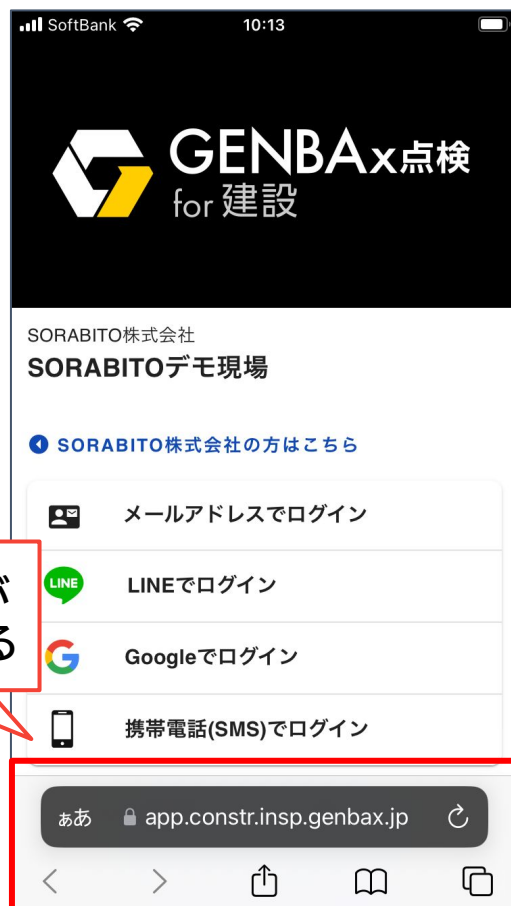 SoftBank 10:13
GENBAx点検
for 建設
SORABITO株式会社
SORABITOデモ現場
SORABITO株式会社の方はこちら
メールアドレスでログイン
LINE LINEでログイン
Googleでログイン
携帯電話(SMS)でログイン
が
る
ぁあ app.constr.insp.genbax.jp